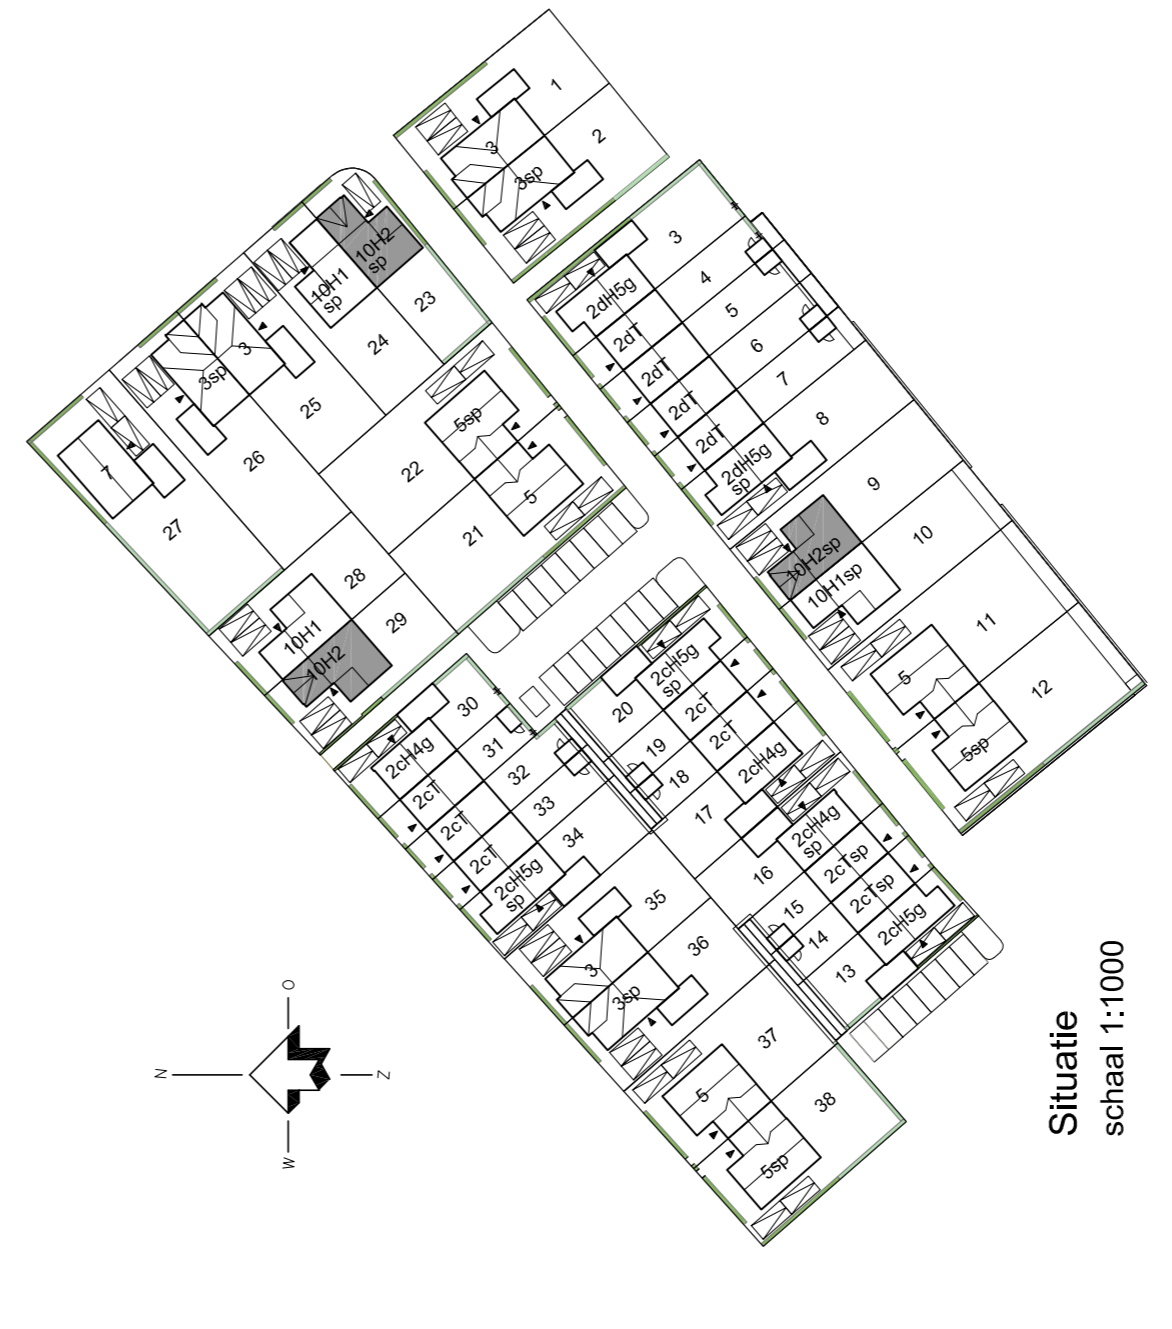 1
2
3
3sp
3
4
5
6
7
8
9
10
11
12
2dH5g
2dT
2dT
2dT
2dT
2dH5g
sp
10H2sp
10H1sp
5
5sp
10H2
sp
10H1
sp
3
3sp
7
23
24
25
26
27
22
21
5sp
5
28
29
10H1
10H2
30
31
32
33
34
35
36
37
38
2cH4g
2cT
2cT
2cT
2cH5g
sp
3
3sp
5
5sp
20
19
18
17
16
15
14
13
2cH5g
sp
2cT
2cT
2cH4g
2cH4g
sp
2cTsp
2cTsp
2cH5g
N
O
Z
W
Situatie
schaal 1:1000